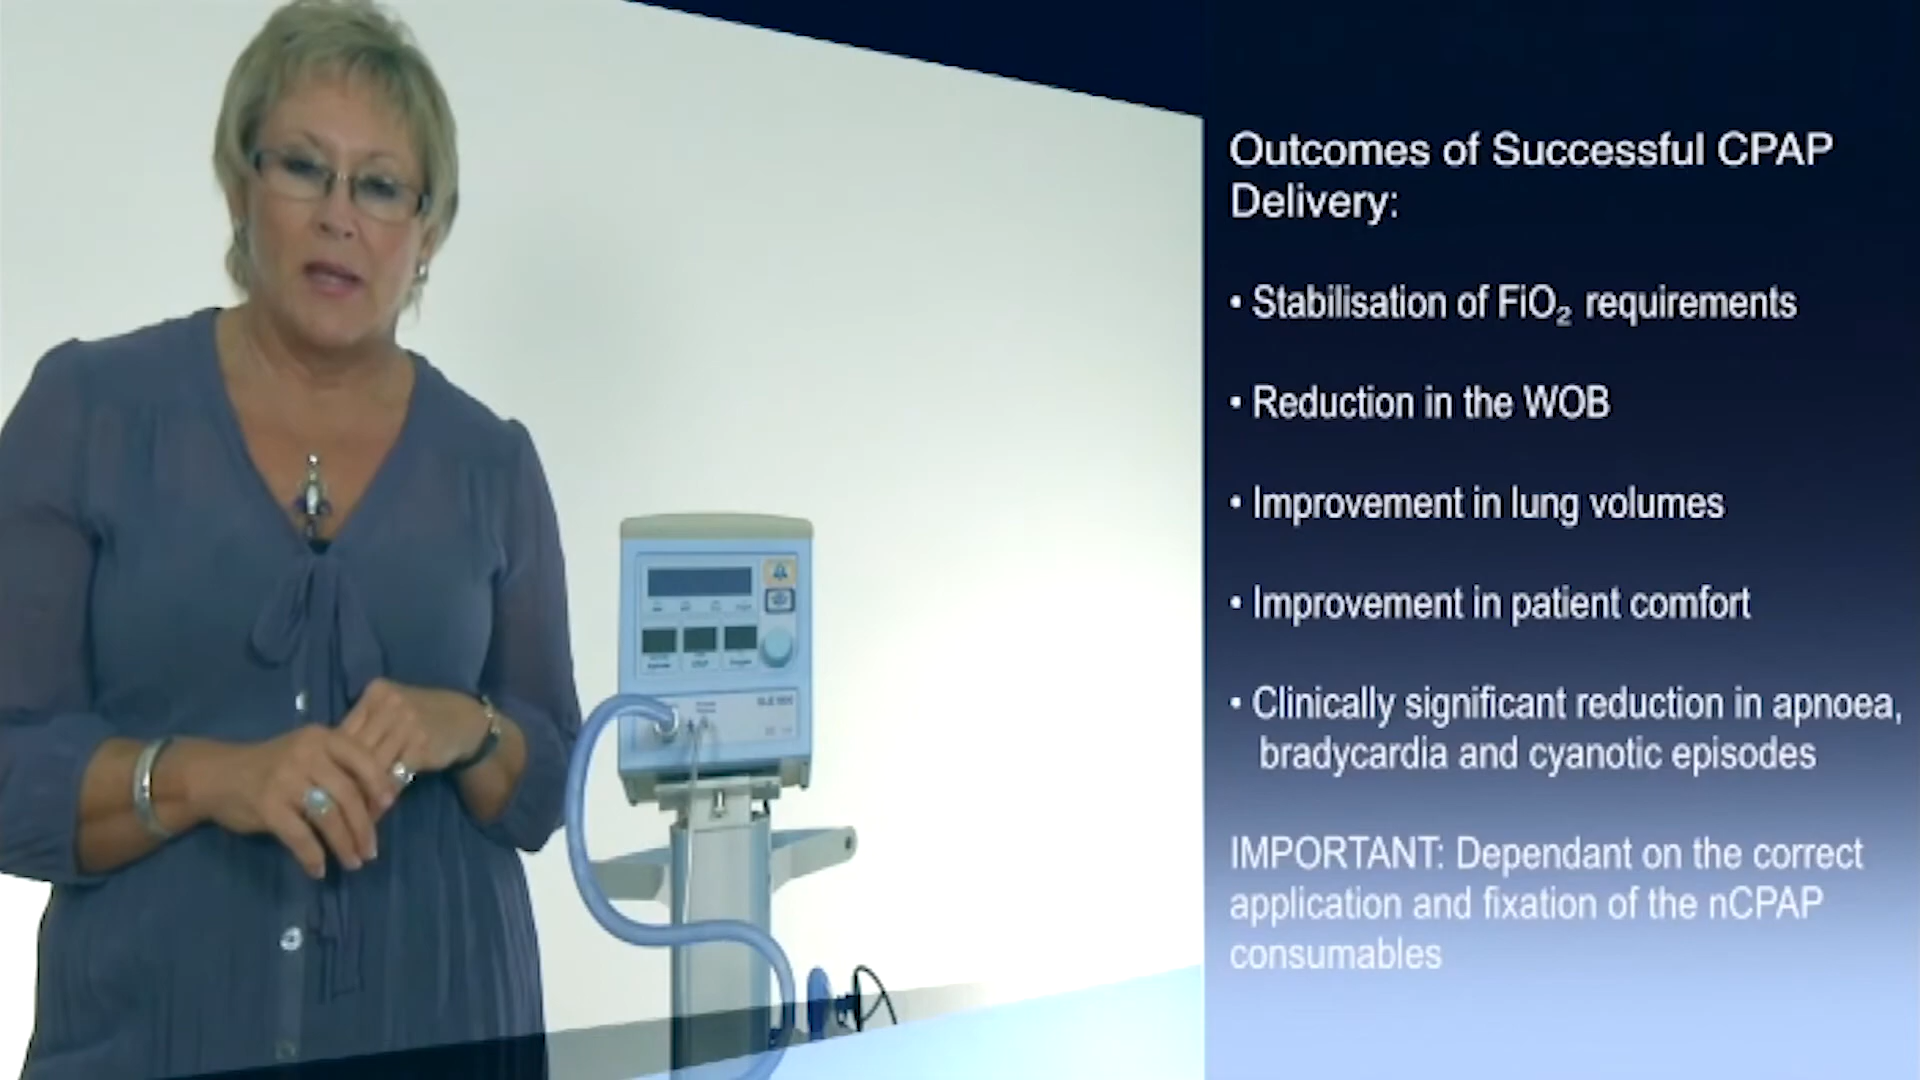 Outcomes of Successful CPAP
Delivery:
• Stabilisation of FiO₂ requirements
• Reduction in the WOB
• Improvement in lung volumes
• Improvement in patient comfort
• Clinically significant reduction in apnoea,
bradycardia and cyanotic episodes
IMPORTANT: Dependant on the correct
application and fixation of the nCPAP
consumables